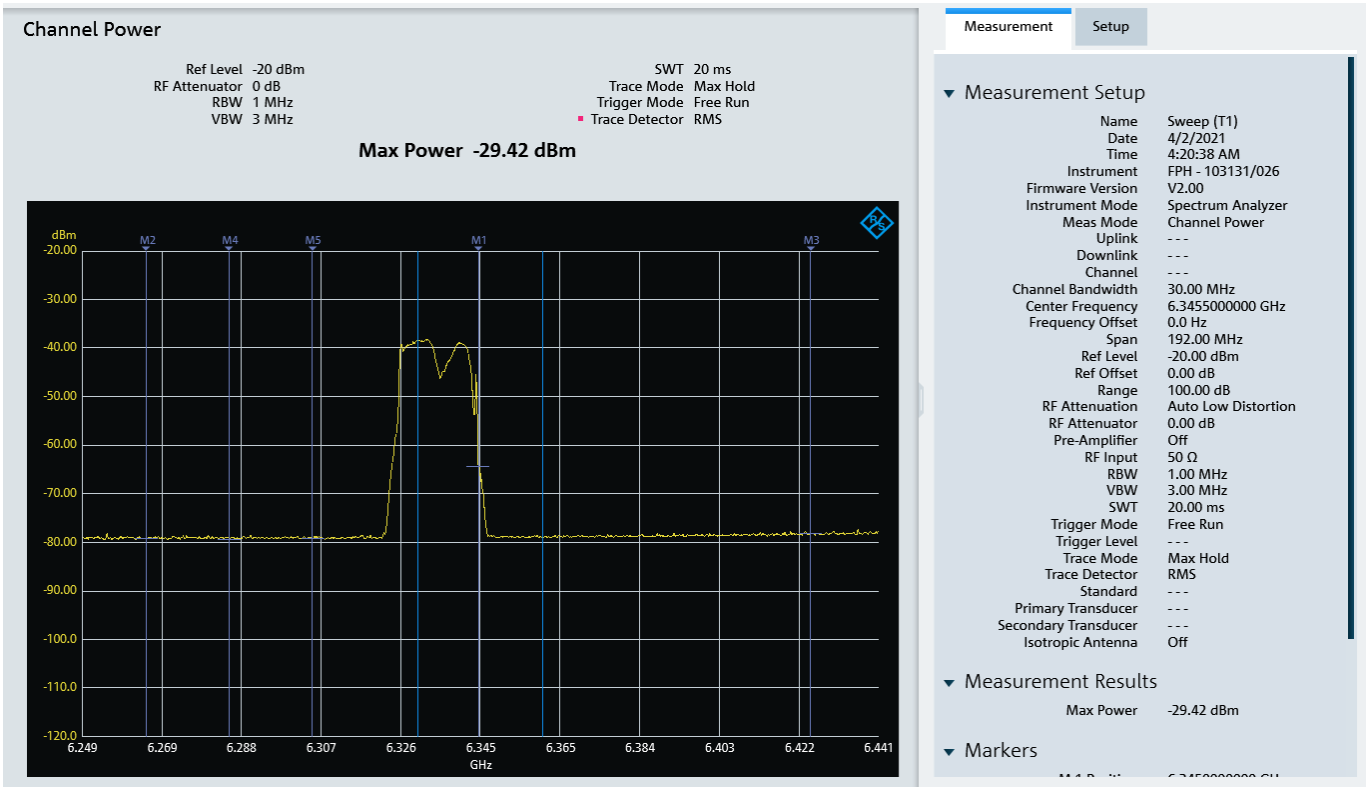 Channel Power
Ref Level -20 dBm
RF Attenuator 0 dB
RBW 1 MHz
VBW 3 MHz
SWT 20 ms
Trace Mode Max Hold
Trigger Mode Free Run
Trace Detector RMS
Max Power -29.42 dBm
R&S
dBm
M2 M4 M5 M1 M3
-20.00
-30.00
-40.00
-50.00
-60.00
-70.00
-80.00
-90.00
-100.0
-110.0
-120.0
6.249 6.269 6.288 6.307 6.326 6.345 6.365 6.384 6.403 6.422 6.441
GHz
Measurement Setup
Measurement Setup
Name Sweep (T1)
Date 4/2/2021
Time 4:20:38 AM
Instrument FPH - 103131/026
Firmware Version V2.00
Instrument Mode Spectrum Analyzer
Meas Mode Channel Power
Uplink ---
Downlink ---
Channel ---
Channel Bandwidth 30.00 MHz
Center Frequency 6.3455000000 GHz
Frequency Offset 0.0 Hz
Span 192.00 MHz
Ref Level -20.00 dBm
Ref Offset 0.00 dB
Range 100.00 dB
RF Attenuation Auto Low Distortion
RF Attenuator 0.00 dB
Pre-Amplifier Off
RF Input 50 Ω
RBW 1.00 MHz
VBW 3.00 MHz
SWT 20.00 ms
Trigger Mode Free Run
Trigger Level ---
Trace Mode Max Hold
Trace Detector RMS
Standard ---
Primary Transducer ---
Secondary Transducer ---
Isotropic Antenna Off
Measurement Results
Max Power -29.42 dBm
Markers